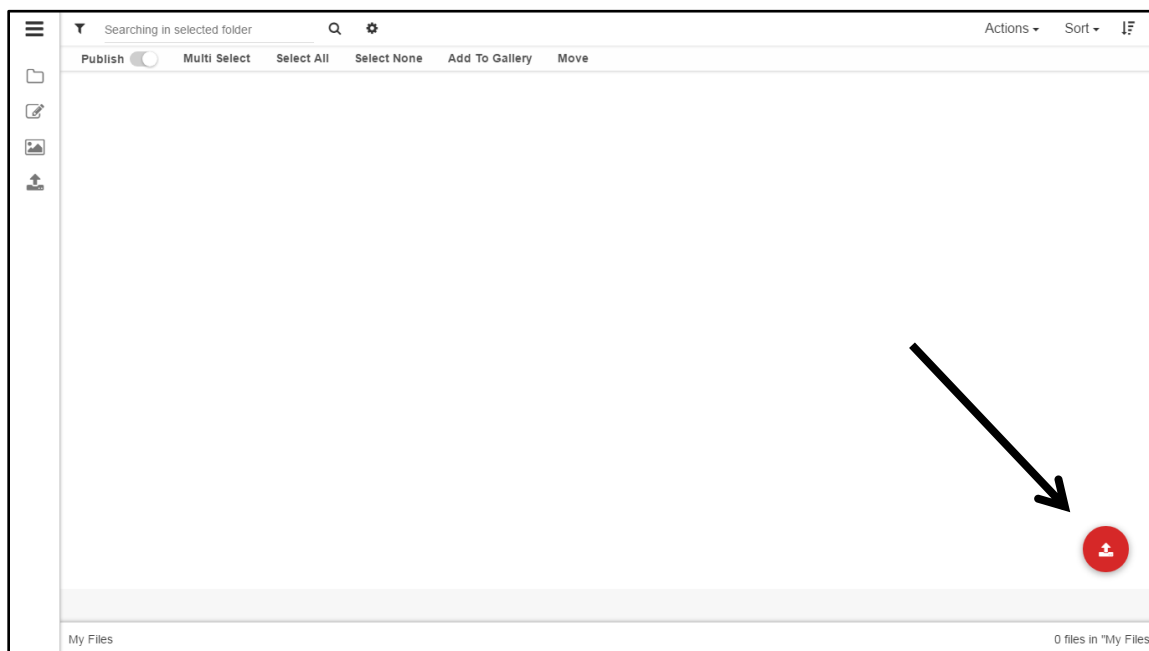 Searching in selected folder Actions Sort
Publish Multi Select Select All Select None Add To Gallery Move
My Files 0 files in "My Files